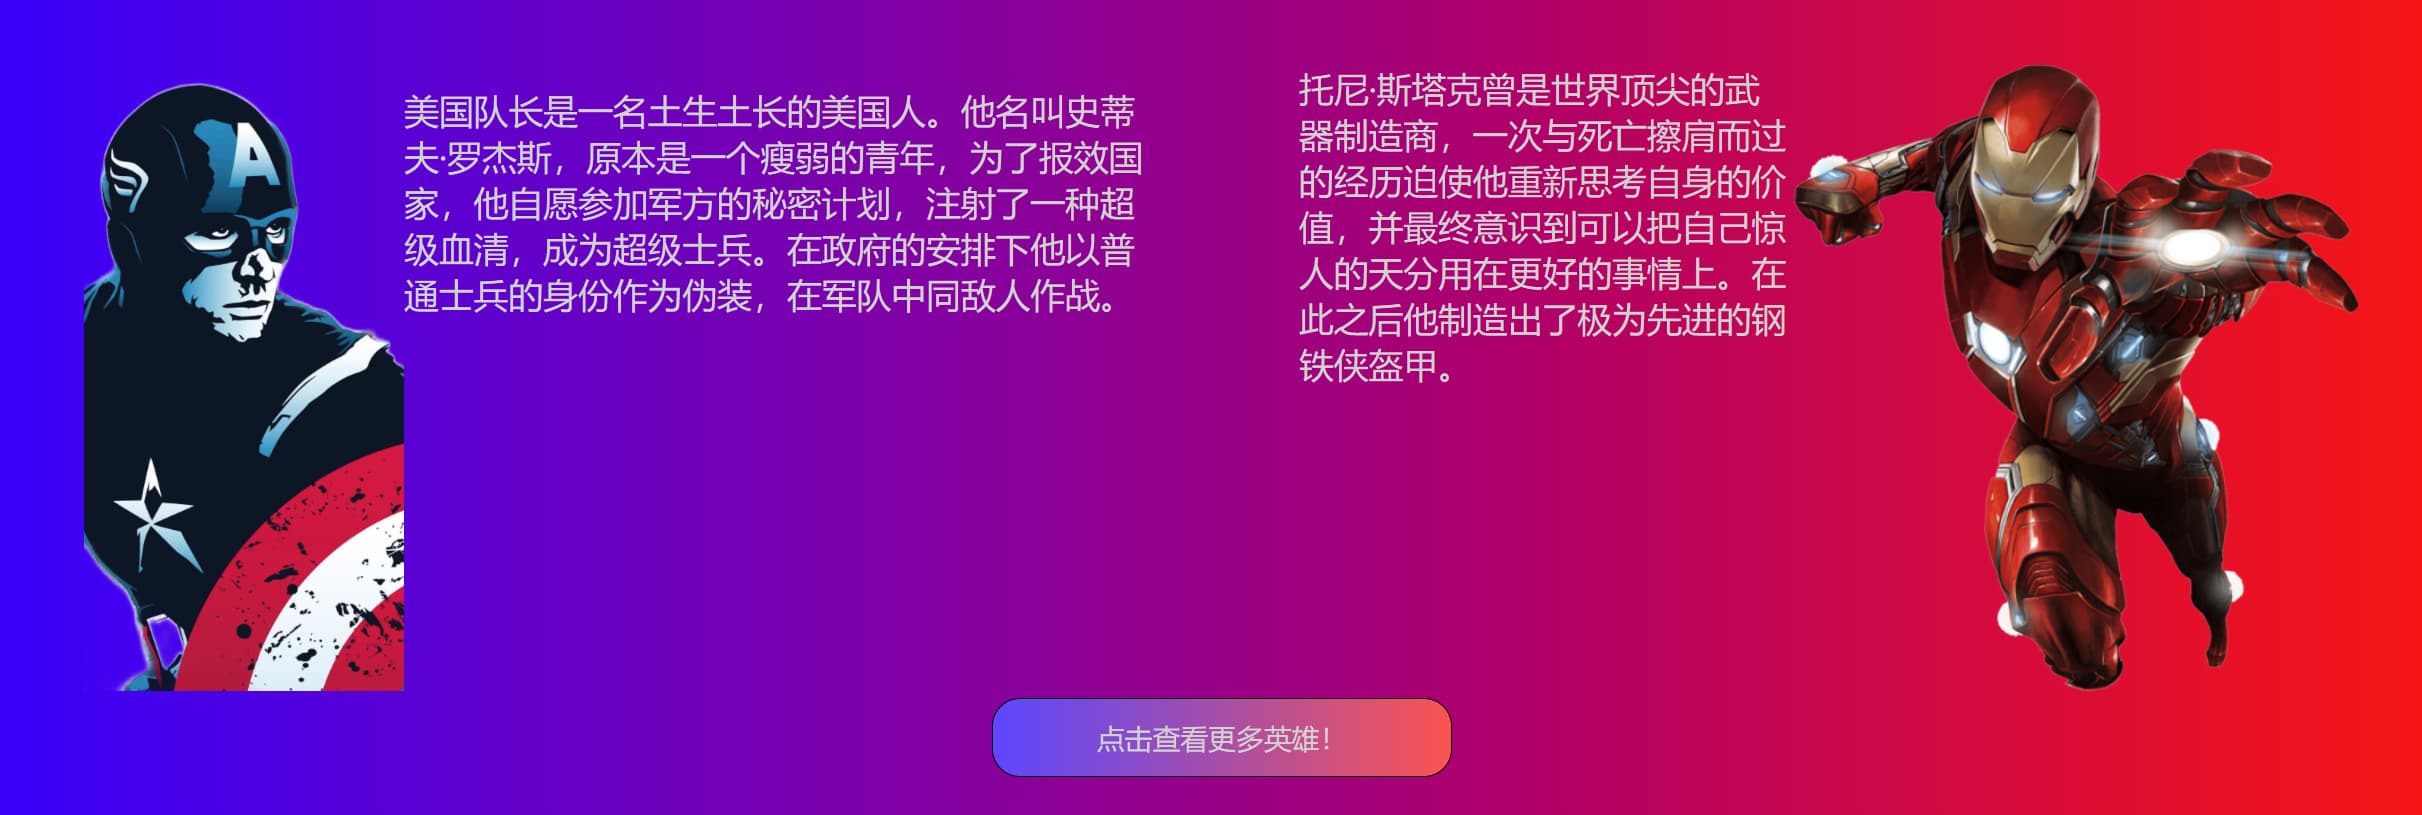 A
美国队长是一名土生土长的美国人。他名叫史蒂
夫·罗杰斯，原本是一个瘦弱的青年，为了报效国
家，他自愿参加军方的秘密计划，注射了一种超
级血清，成为超级士兵。在政府的安排下他以普
通士兵的身份作为伪装，在军队中同敌人作战。
托尼·斯塔克曾是世界顶尖的武
器制造商，一次与死亡擦肩而过
的经历迫使他重新思考自身的价
值，并最终意识到可以把自己惊
人的天分用在更好的事情上。在
此之后他制造出了极为先进的钢
铁侠盔甲。
点击查看更多英雄！